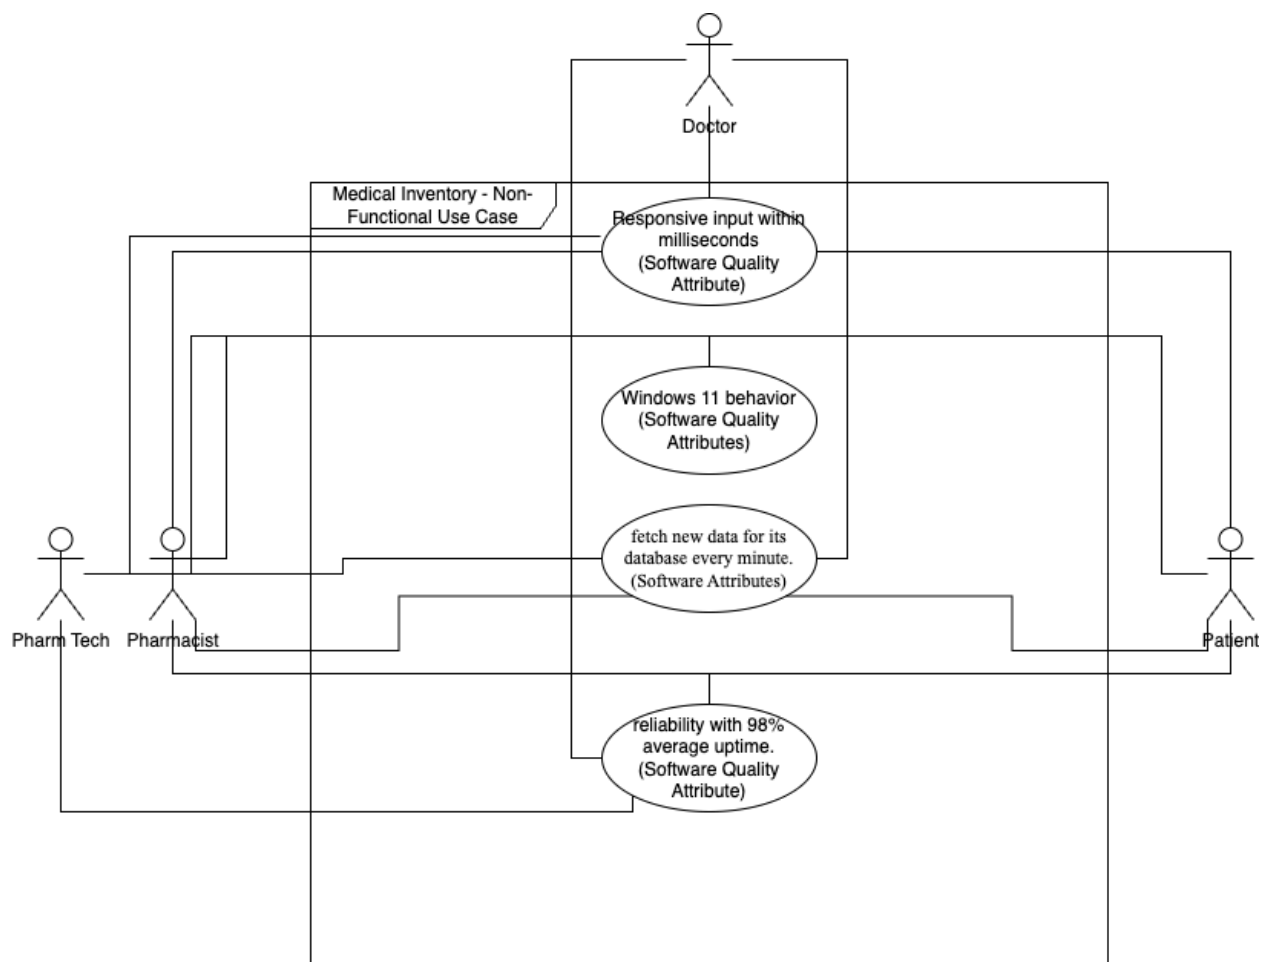 Doctor
Medical Inventory - Non-
Functional Use Case
Responsive input within
milliseconds
(Software Quality
Attribute)
Windows 11 behavior
(Software Quality
Attributes)
fetch new data for its
database every minute.
(Software Attributes)
Pharm Tech
Pharmacist
Patient
reliability with 98%
average uptime.
(Software Quality
Attribute)